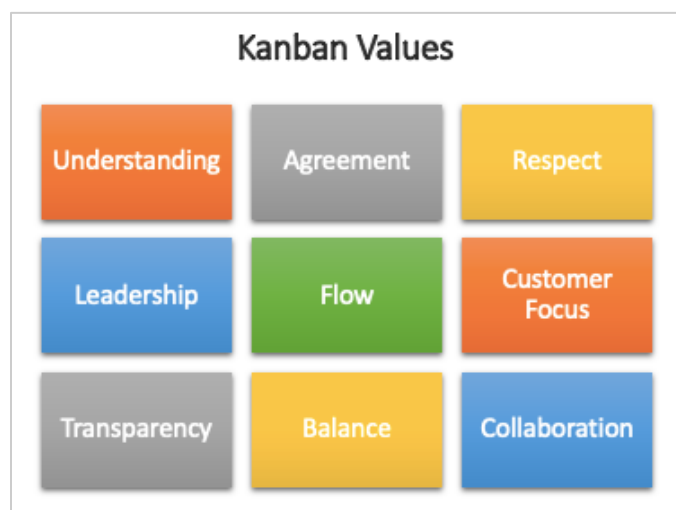 Kanban Values
Understanding
Agreement
Respect
Leadership
Flow
Customer
Focus
Transparency
Balance
Collaboration